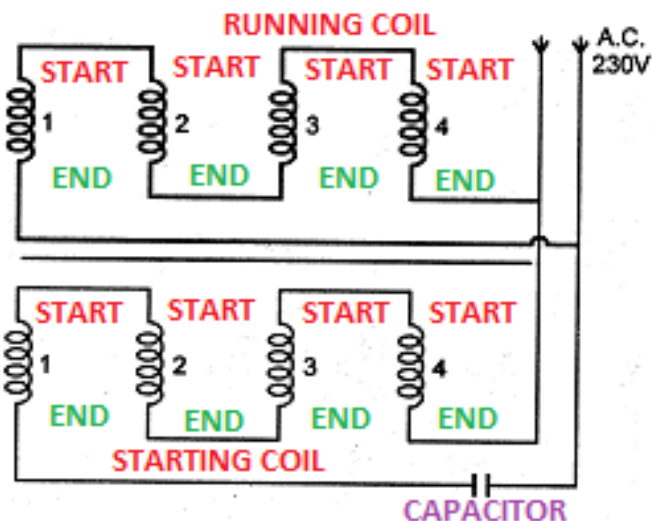 RUNNING COIL
A.C.
230V
START START START START
1 2 3 4
END END END END
START START START START
1 2 3 4
END END END END
STARTING COIL
CAPACITOR